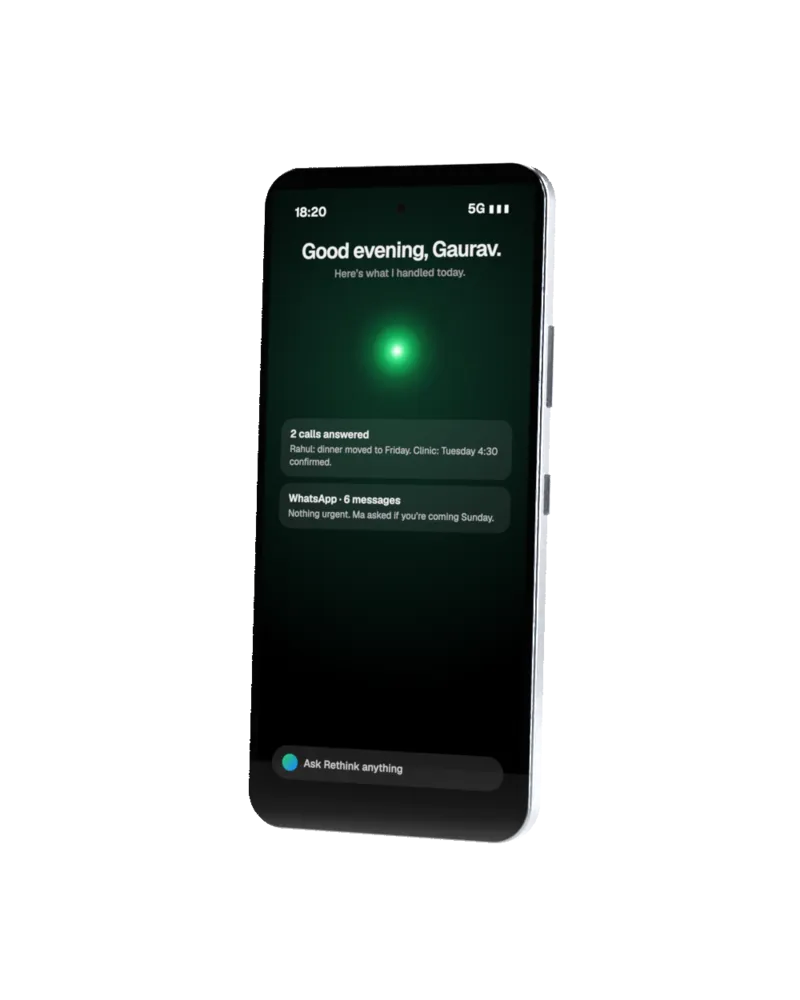 18:20
5G
Good evening, Gaurav.
Here's what I handled today.
2 calls answered
Rahul: dinner moved to Friday. Clinic: Tuesday 4:30
confirmed.
WhatsApp · 6 messages
Nothing urgent. Ma asked if you're coming Sunday.
Ask Rethink anything